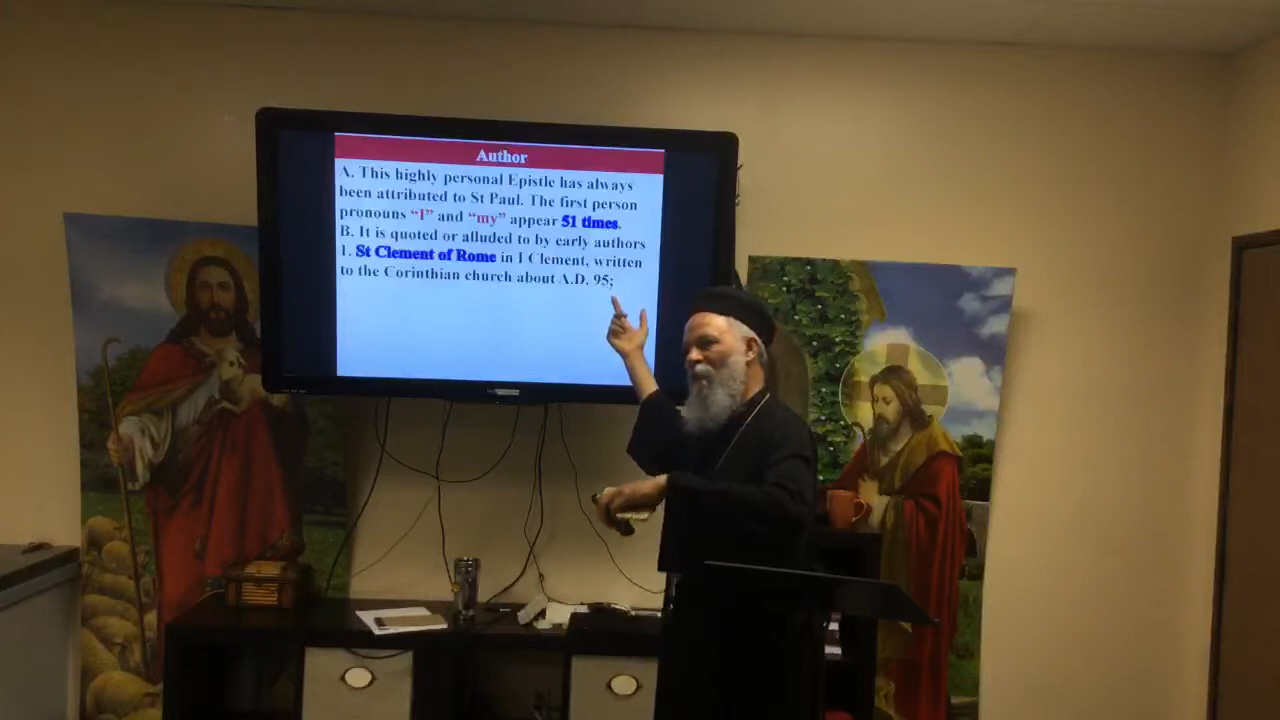 Author
A. This highly personal Epistle has always
been attributed to St Paul. The first person
pronouns “I” and “my” appear 51 times.
B. It is quoted or alluded to by early authors
1. St Clement of Rome in I Clement, written
to the Corinthian church about A.D. 95;